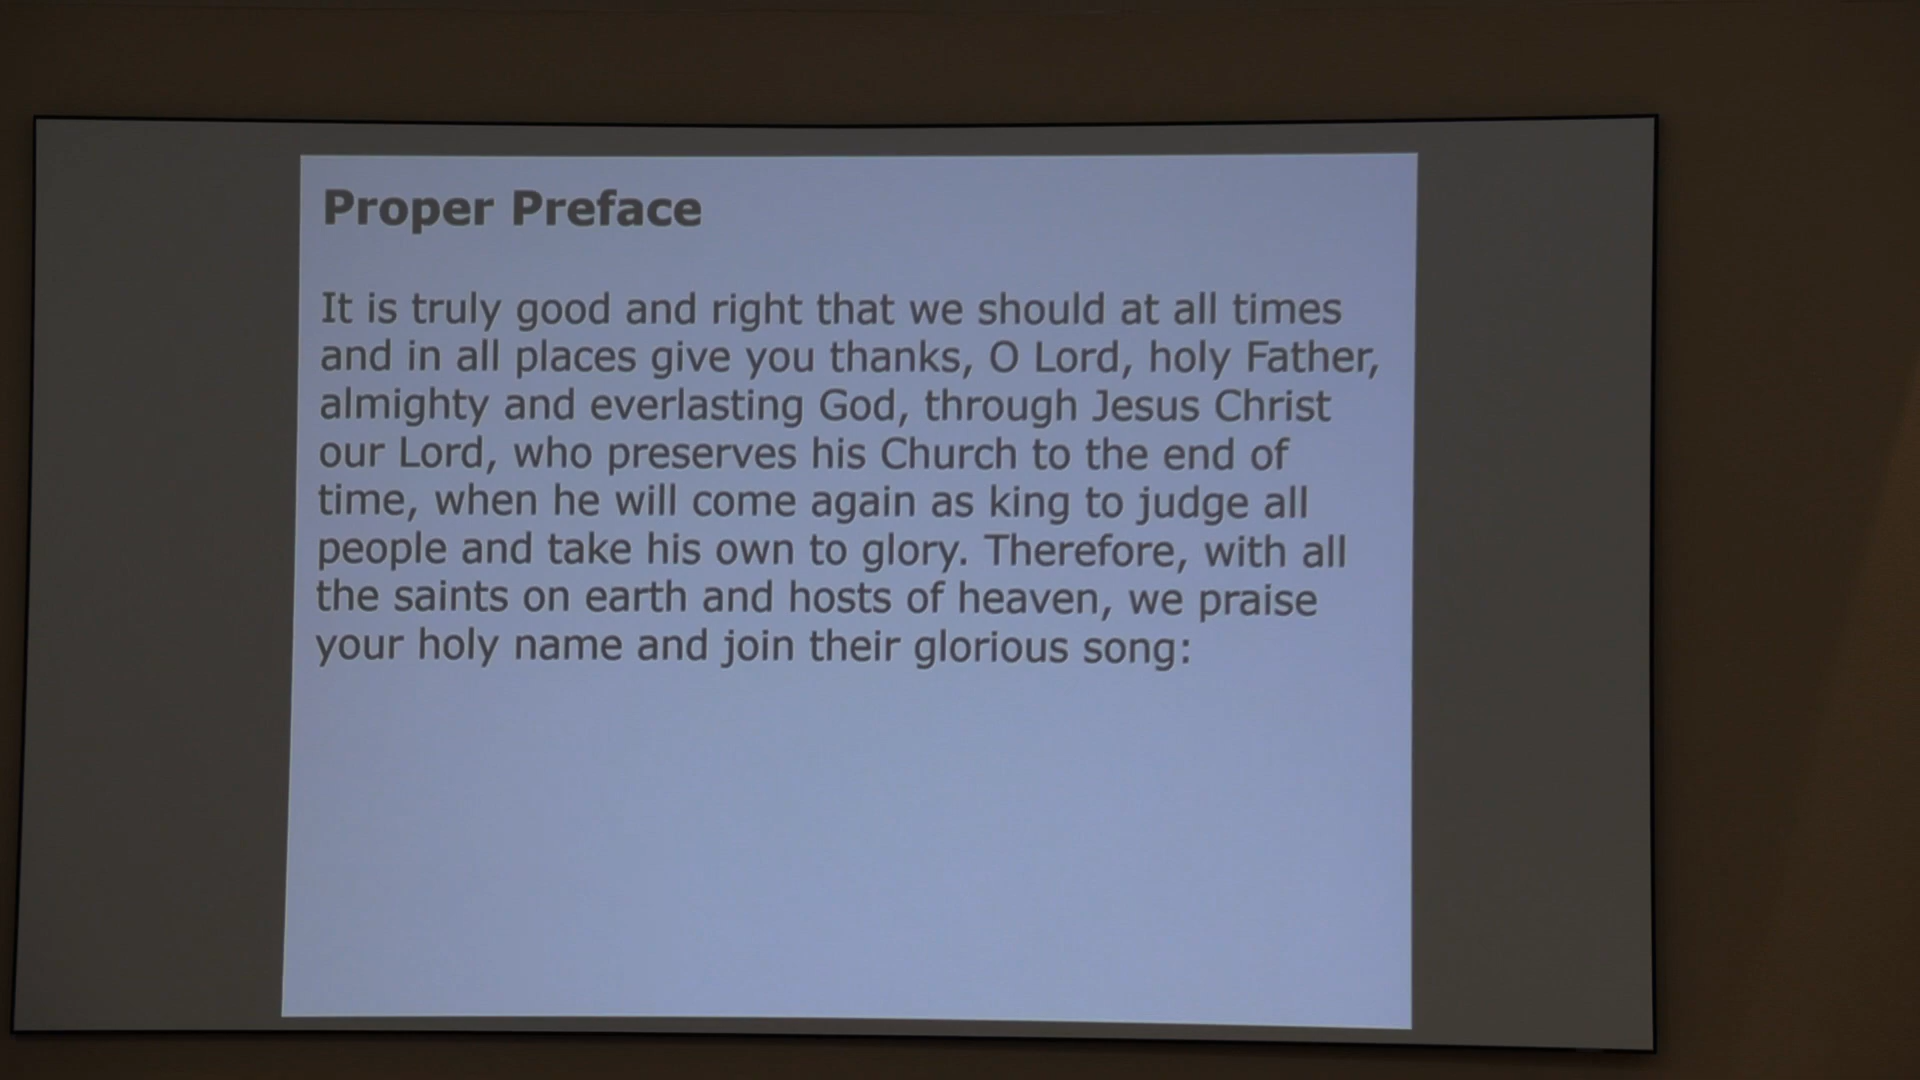 Proper Preface
It is truly good and right that we should at all times
and in all places give you thanks, O Lord, holy Father,
almighty and everlasting God, through Jesus Christ
our Lord, who preserves his Church to the end of
time, when he will come again as king to judge all
people and take his own to glory. Therefore, with all
the saints on earth and hosts of heaven, we praise
your holy name and join their glorious song: